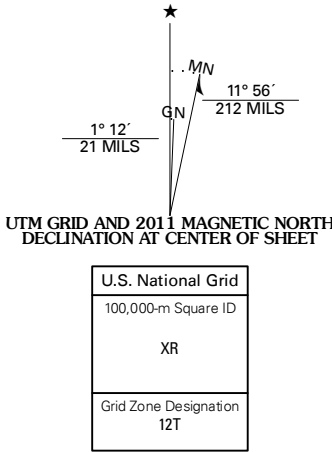 ★
MN
GN
11° 56´
212 MILS
1° 12´
21 MILS
UTM GRID AND 2011 MAGNETIC NORTH
DECLINATION AT CENTER OF SHEET
U.S. National Grid
100,000-m Square ID
XR
Grid Zone Designation
12T